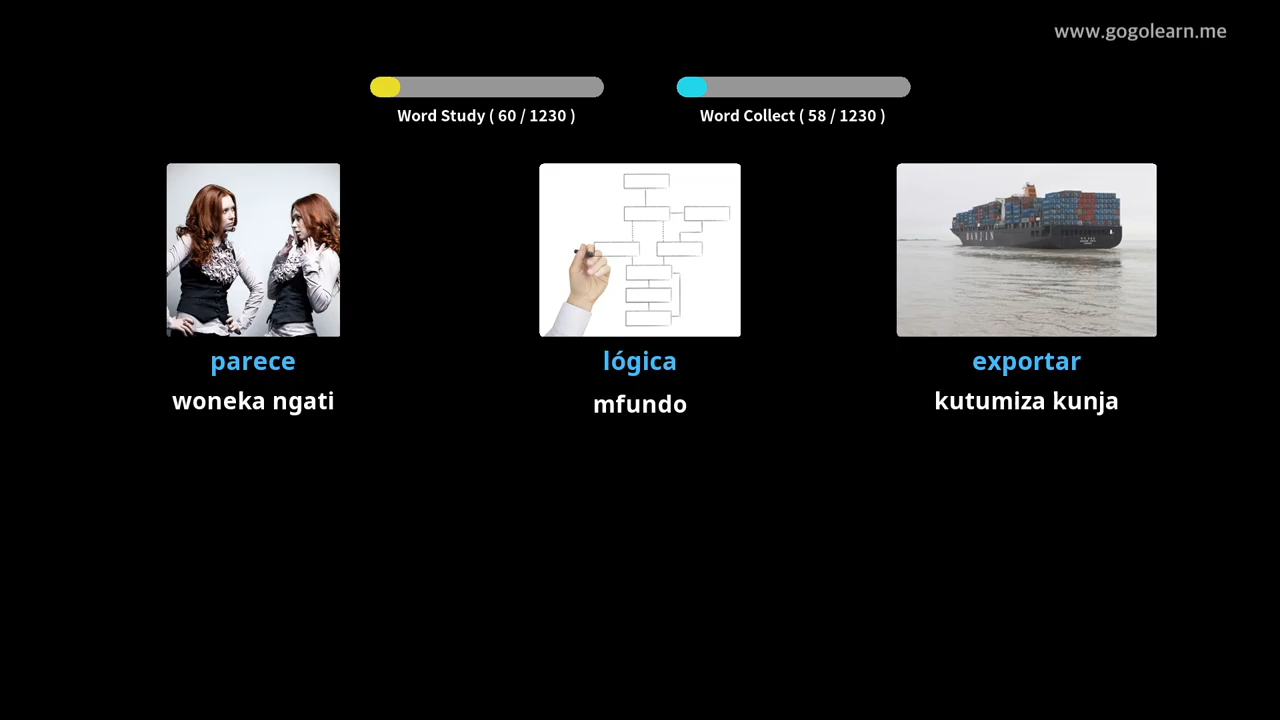 www.gogolearn.me
Word Study ( 60 / 1230 )
Word Collect ( 58 / 1230 )
HANJIN
parece
lógica
exportar
woneka ngati
mfundo
kutumiza kunja